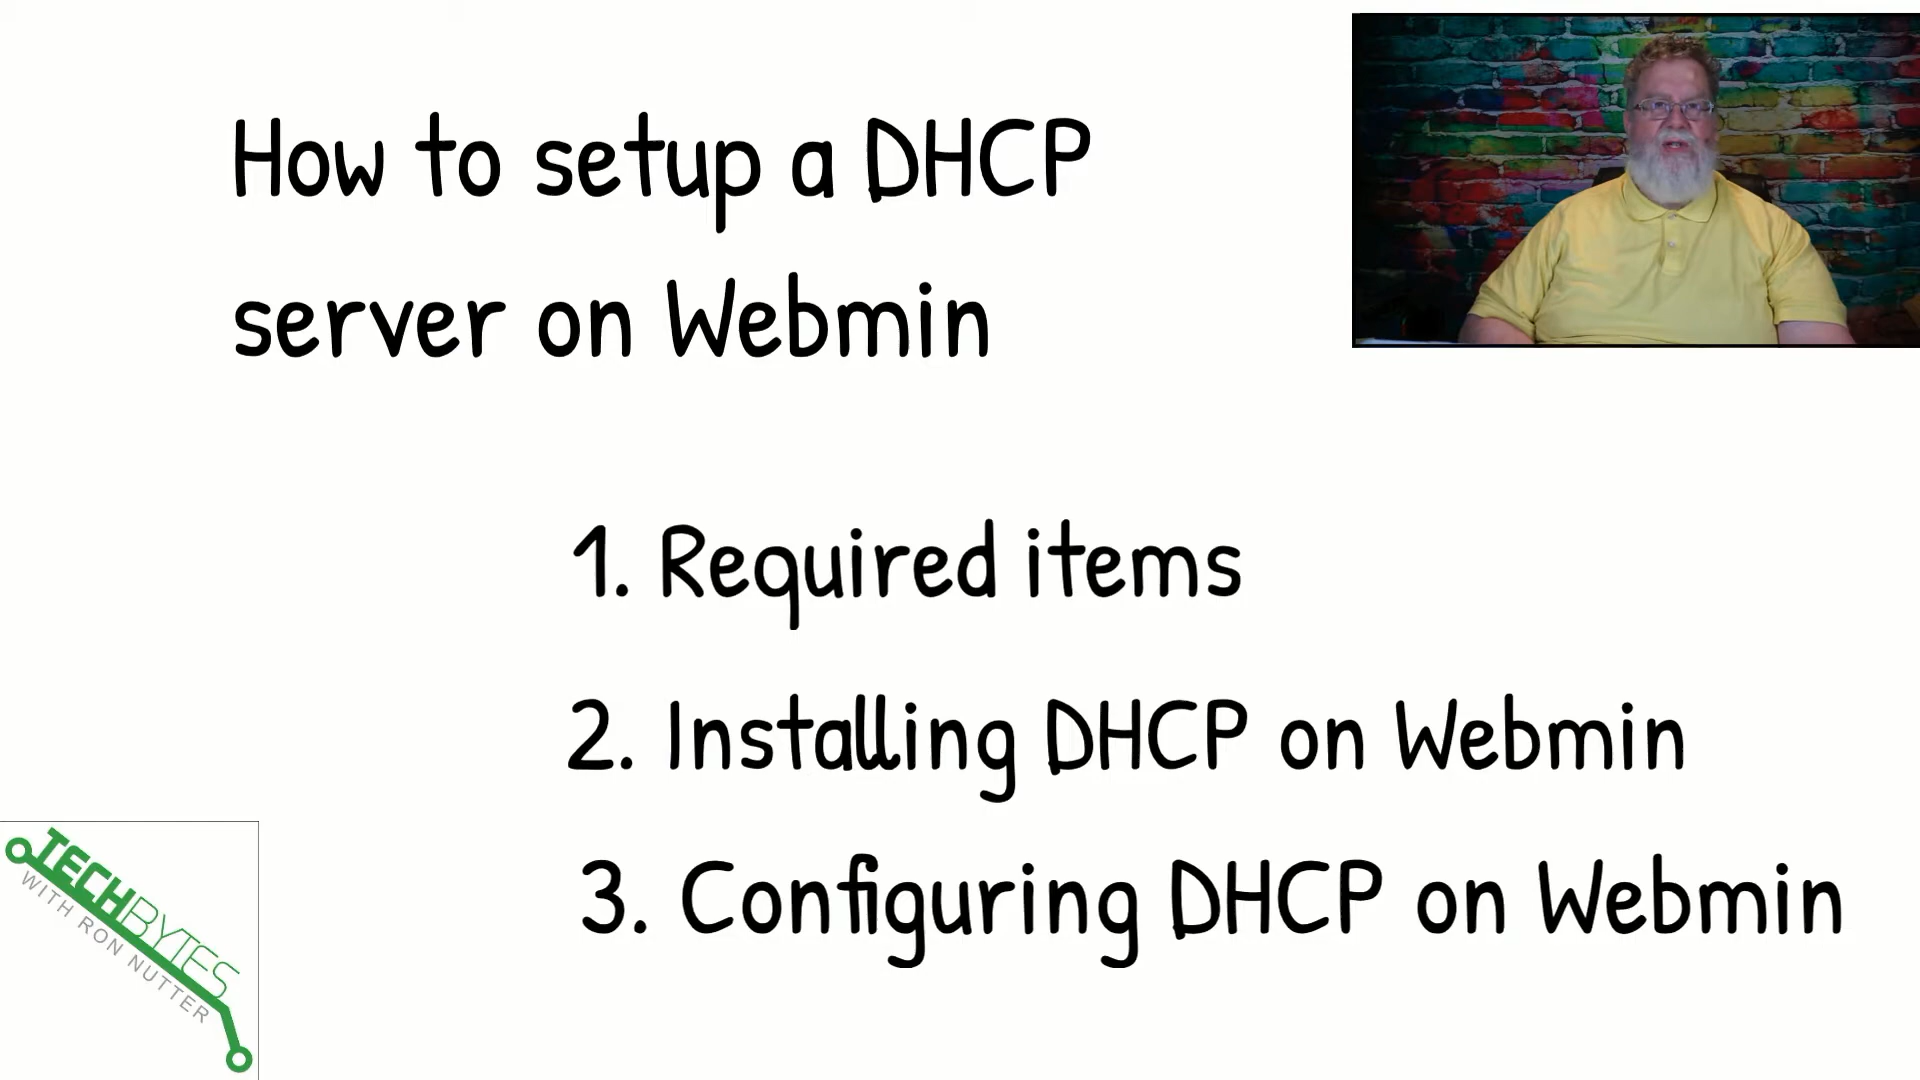 How to setup a DHCP
server on Webmin
1. Required items
2. Installing DHCP on Webmin
3. Configuring DHCP on Webmin
TECHBYTES
WITH RON NUTTER